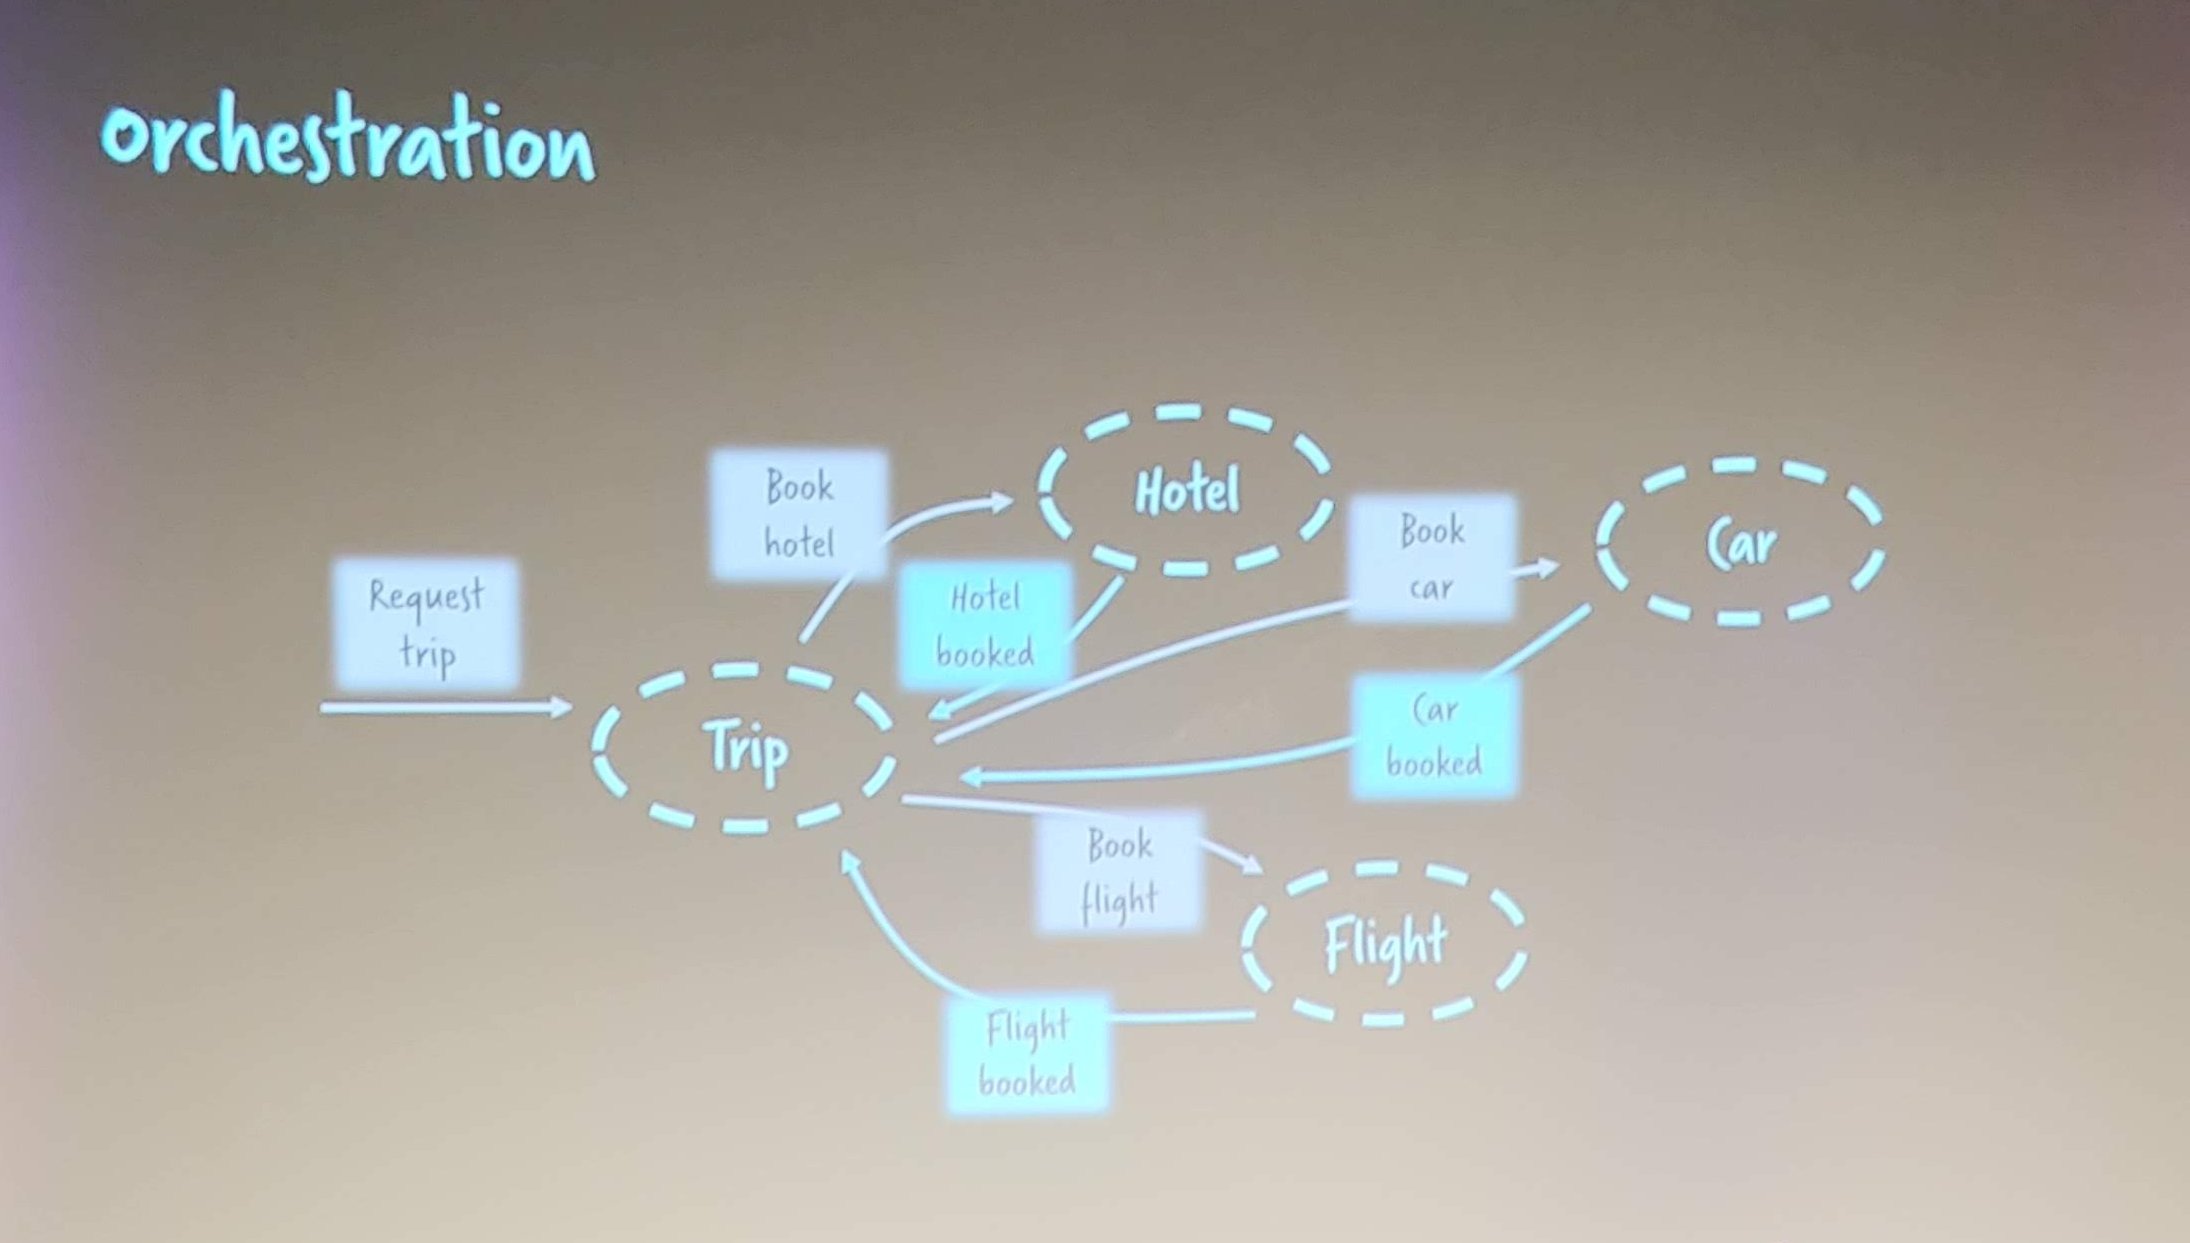 orchestration
Book
hotel
Hotel
Book
car
Car
Request
trip
Hotel
booked
Trip
Car
booked
Book
flight
Flight
Flight
booked